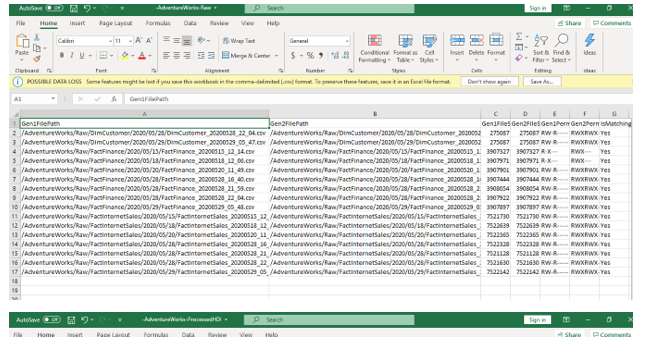 AutoSave Off -AdventureWorks-Raw Search Sign in
File Home Insert Page Layout Formulas Data Review View Help Share Comments
Calibri 11 Wrap Text General
Paste Merge & Center Conditional Formatting Format as Table Cell Styles Insert Delete Format Sort & Filter Find & Select Ideas
Clipboard Font Alignment Number Styles Cells Editing Ideas
POSSIBLE DATA LOSS Some features might be lost if you save this workbook in the comma-delimited (.csv) format. To preserve these features, save it in an Excel file format. Don't show again Save As...
A1 fx Gen1FilePath
A B C D E F G
1 Gen1FilePath Gen2FilePath Gen1FileS Gen2FileS Gen1Perm Gen2Perm IsMatching
2 /AdventureWorks/Raw/DimCustomer/2020/05/28/DimCustomer_20200528_22_04.csv /AdventureWorks/Raw/DimCustomer/2020/05/28/DimCustomer_2020052 275087 275087 RW-R----- RWXRWX- Yes
3 /AdventureWorks/Raw/DimCustomer/2020/05/29/DimCustomer_20200529_05_47.csv /AdventureWorks/Raw/DimCustomer/2020/05/29/DimCustomer_202005 275087 275087 RW-R----- RWXRWX- Yes
4 /AdventureWorks/Raw/FactFinance/2020/05/15/FactFinance_20200515_12_14.csv /AdventureWorks/Raw/FactFinance/2020/05/15/FactFinance_20200515_1 3907327 3907327 R-X--- RWX--- Yes
5 /AdventureWorks/Raw/FactFinance/2020/05/18/FactFinance_20200518_12_06.csv /AdventureWorks/Raw/FactFinance/2020/05/18/FactFinance_20200518_1 3907971 3907971 R-X--- RWX--- Yes
6 /AdventureWorks/Raw/FactFinance/2020/05/20/FactFinance_20200520_11_49.csv /AdventureWorks/Raw/FactFinance/2020/05/20/FactFinance_20200520_1 3907901 3907901 RW-R----- RWXRWX- Yes
7 /AdventureWorks/Raw/FactFinance/2020/05/28/FactFinance_20200528_16_40.csv /AdventureWorks/Raw/FactFinance/2020/05/28/FactFinance_20200528_1 3907444 3907444 RW-R----- RWXRWX- Yes
8 /AdventureWorks/Raw/FactFinance/2020/05/28/FactFinance_20200528_21_59.csv /AdventureWorks/Raw/FactFinance/2020/05/28/FactFinance_20200528_2 3908054 3908054 RW-R----- RWXRWX- Yes
9 /AdventureWorks/Raw/FactFinance/2020/05/28/FactFinance_20200528_22_04.csv /AdventureWorks/Raw/FactFinance/2020/05/28/FactFinance_20200528_2 3907922 3907922 RW-R----- RWXRWX- Yes
10 /AdventureWorks/Raw/FactFinance/2020/05/29/FactFinance_20200529_05_48.csv /AdventureWorks/Raw/FactFinance/2020/05/29/FactFinance_20200529_0 3907897 3907897 RW-R----- RWXRWX- Yes
11 /AdventureWorks/Raw/FactInternetSales/2020/05/15/FactInternetSales_20200515_12 /AdventureWorks/Raw/FactInternetSales/2020/05/15/FactInternetSales_ 7521730 7521730 RW-R----- RWXRWX- Yes
12 /AdventureWorks/Raw/FactInternetSales/2020/05/18/FactInternetSales_20200518_12 /AdventureWorks/Raw/FactInternetSales/2020/05/18/FactInternetSales_ 7522639 7522639 RW-R----- RWXRWX- Yes
13 /AdventureWorks/Raw/FactInternetSales/2020/05/20/FactInternetSales_20200520_11 /AdventureWorks/Raw/FactInternetSales/2020/05/20/FactInternetSales_ 7522365 7522365 RW-R----- RWXRWX- Yes
14 /AdventureWorks/Raw/FactInternetSales/2020/05/28/FactInternetSales_20200528_16 /AdventureWorks/Raw/FactInternetSales/2020/05/28/FactInternetSales_ 7522328 7522328 RW-R----- RWXRWX- Yes
15 /AdventureWorks/Raw/FactInternetSales/2020/05/28/FactInternetSales_20200528_21 /AdventureWorks/Raw/FactInternetSales/2020/05/28/FactInternetSales_ 7521128 7521128 RW-R----- RWXRWX- Yes
16 /AdventureWorks/Raw/FactInternetSales/2020/05/28/FactInternetSales_20200528_22 /AdventureWorks/Raw/FactInternetSales/2020/05/28/FactInternetSales_ 7521630 7521630 RW-R----- RWXRWX- Yes
17 /AdventureWorks/Raw/FactInternetSales/2020/05/29/FactInternetSales_20200529_05 /AdventureWorks/Raw/FactInternetSales/2020/05/29/FactInternetSales_ 7522142 7522142 RW-R----- RWXRWX- Yes
18
19
AutoSave Off -AdventureWorks-ProcessedHDI Search Sign in
File Home Insert Page Layout Formulas Data Review View Help Share Comments